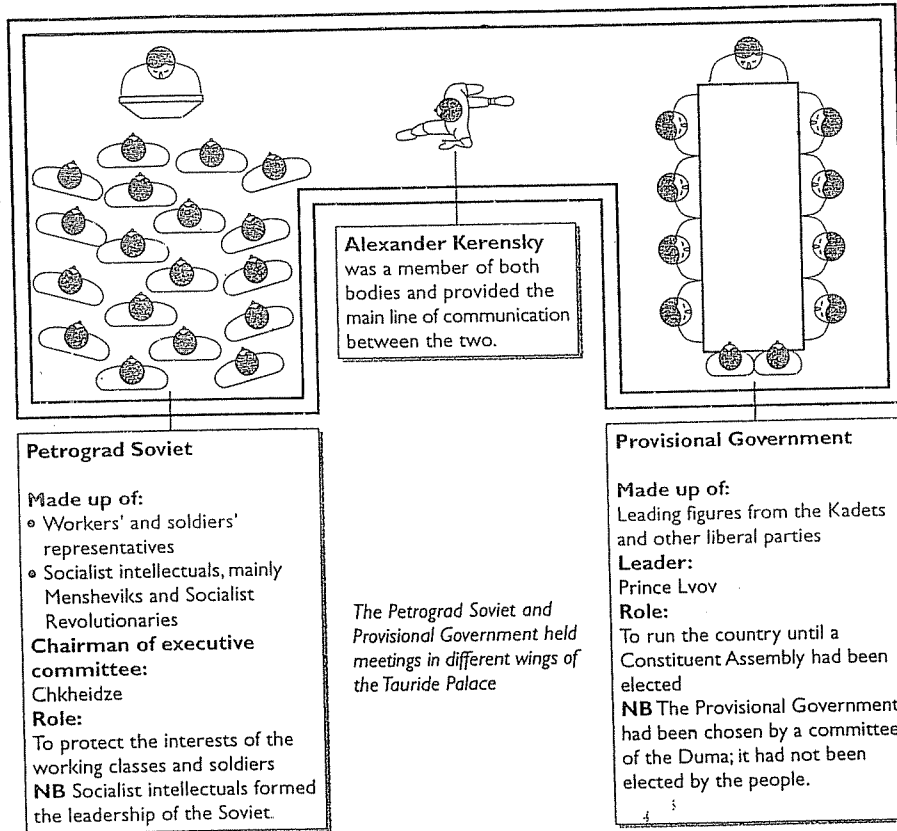 Alexander Kerensky
was a member of both
bodies and provided the
main line of communication
between the two.
Petrograd Soviet
Made up of:
• Workers' and soldiers'
representatives
• Socialist intellectuals, mainly
Mensheviks and Socialist
Revolutionaries
Chairman of executive
committee:
Chkheidze
Role:
To protect the interests of the
working classes and soldiers
NB Socialist intellectuals formed
the leadership of the Soviet.
The Petrograd Soviet and
Provisional Government held
meetings in different wings of
the Tauride Palace
Provisional Government
Made up of:
Leading figures from the Kadets
and other liberal parties
Leader:
Prince Lvov
Role:
To run the country until a
Constituent Assembly had been
elected
NB The Provisional Government
had been chosen by a committee
of the Duma; it had not been
elected by the people.